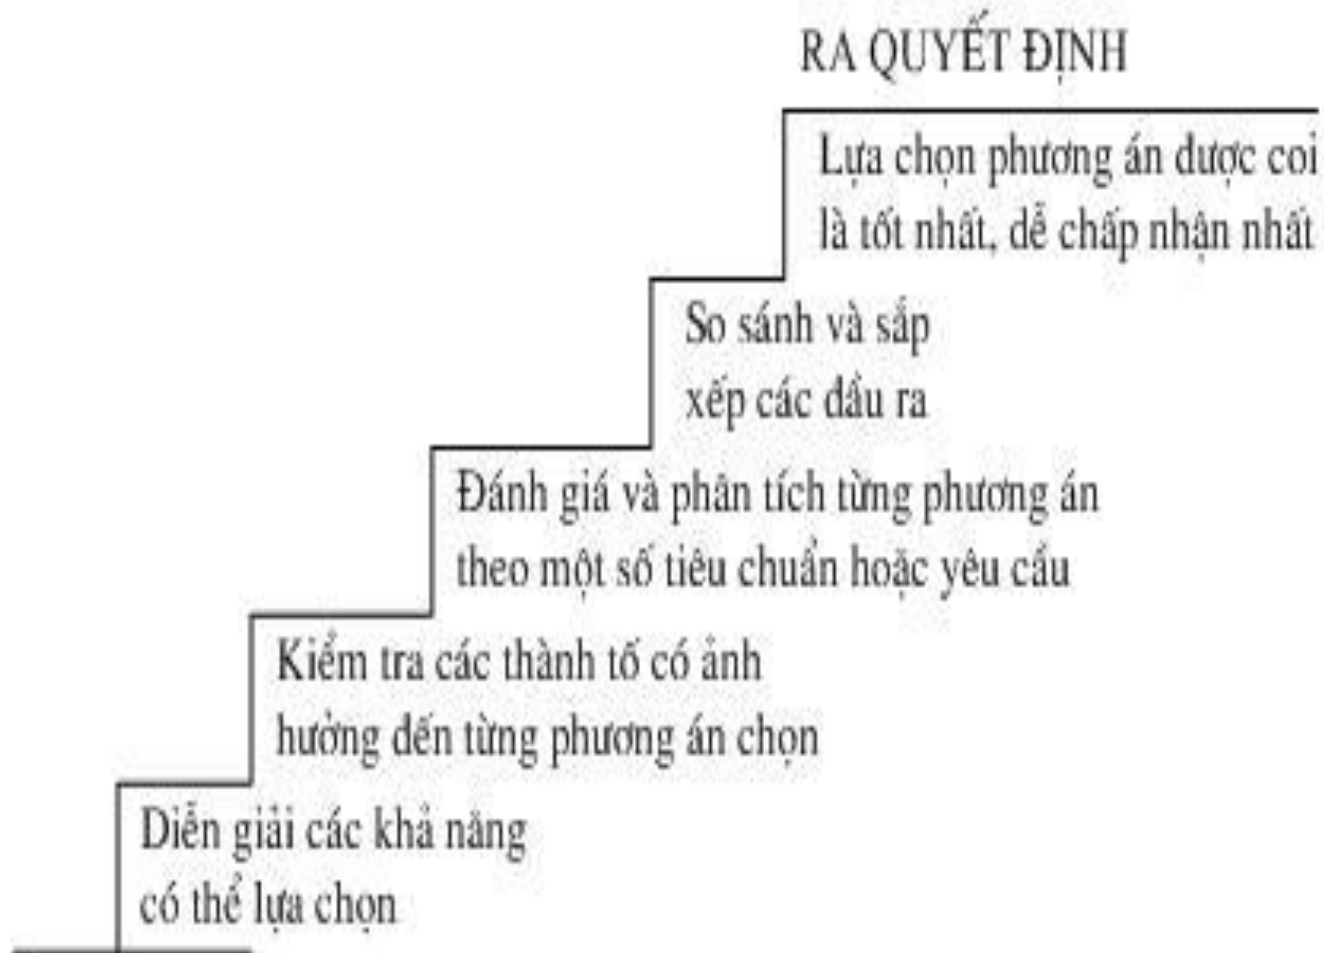 RA QUYẾT ĐỊNH
Lựa chọn phương án được coi
là tốt nhất, dễ chấp nhận nhất
So sánh và sắp
xếp các đầu ra
Đánh giá và phân tích từng phương án
theo một số tiêu chuẩn hoặc yêu cầu
Kiểm tra các thành tố có ảnh
hưởng đến từng phương án chọn
Diễn giải các khả năng
có thể lựa chọn